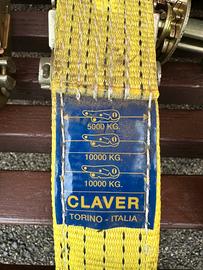 5000 KG.
10000 KG.
10000 KG.
CLAVER
TORINO - ITALIA